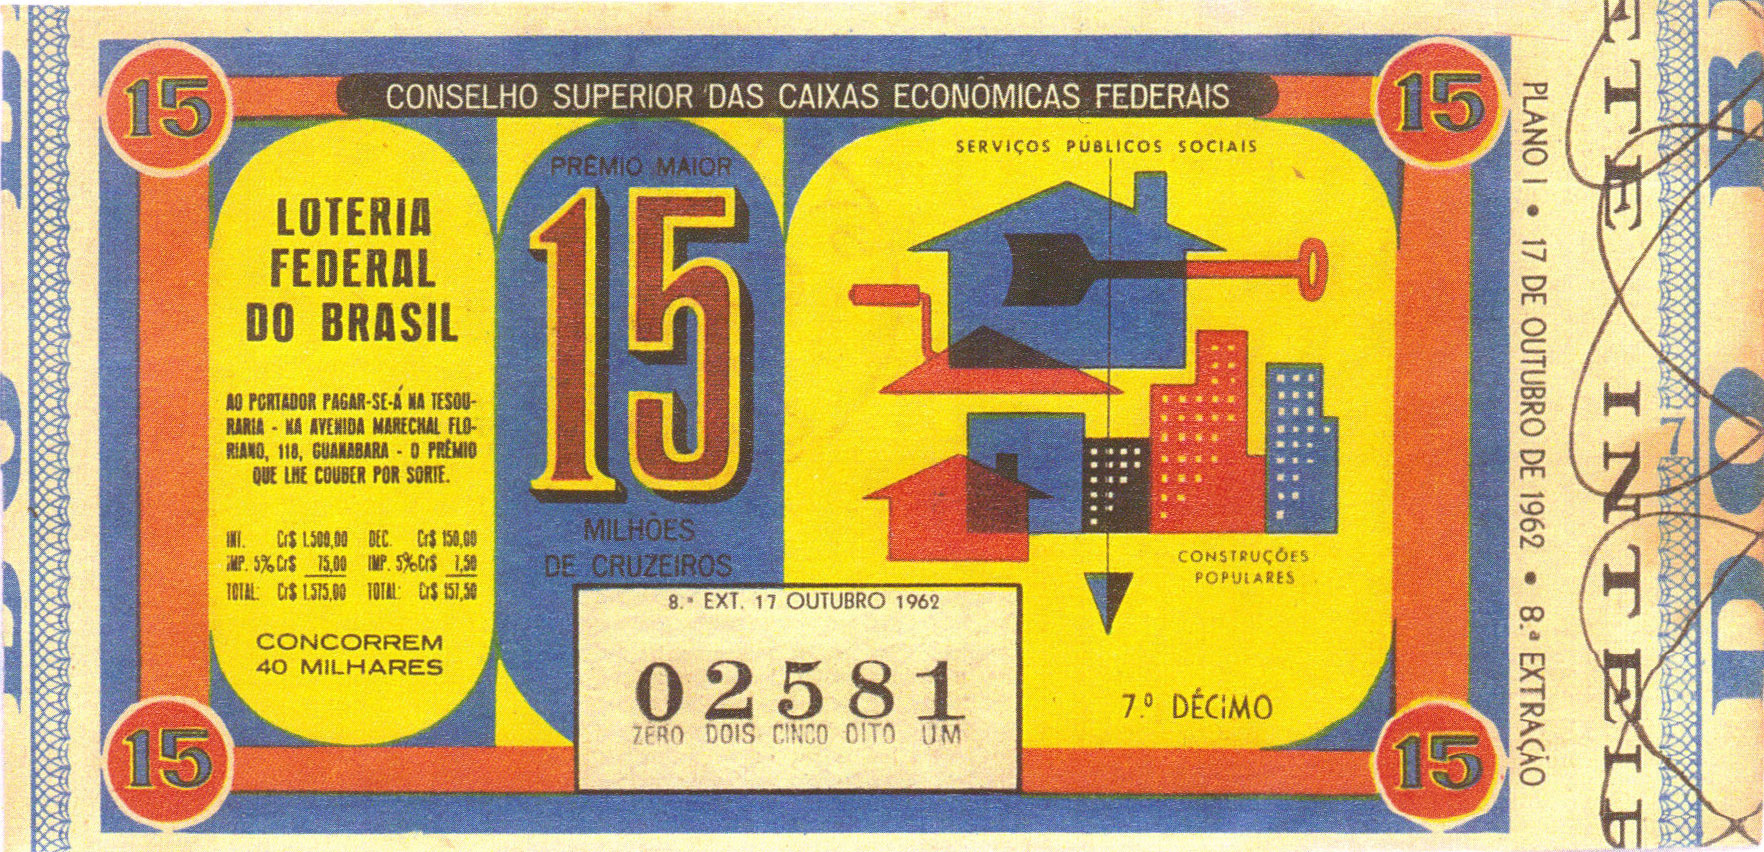 15
CONSELHO SUPERIOR DAS CAIXAS ECONÔMICAS FEDERAIS
15
LOTERIA
FEDERAL
DO BRASIL
AO PORTADOR PAGAR-SE-Á NA TESOU-
RARIA - NA AVENIDA MARECHAL FLO-
RIANO, 118, GUANABARA - O PRÊMIO
QUE LHE COUBER POR SORTE.
INT. Cr$ 1.500,00 DEC. Cr$ 150,00
IMP. 5% Cr$ 75,00 IMP. 5% Cr$ 7,50
TOTAL: Cr$ 1.575,00 TOTAL: Cr$ 157,50
CONCORREM
40 MILHARES
PRÊMIO MAIOR
15
MILHÕES
DE CRUZEIROS
SERVIÇOS PÚBLICOS SOCIAIS
CONSTRUÇÕES
POPULARES
8.ª EXT. 17 OUTUBRO 1962
02581
ZERO DOIS CINCO OITO UM
7.º DÉCIMO
15
15
PLANO I • 17 DE OUTUBRO DE 1962 • 8.ª EXTRAÇÃO
ETE INTEIR
7
DO BR